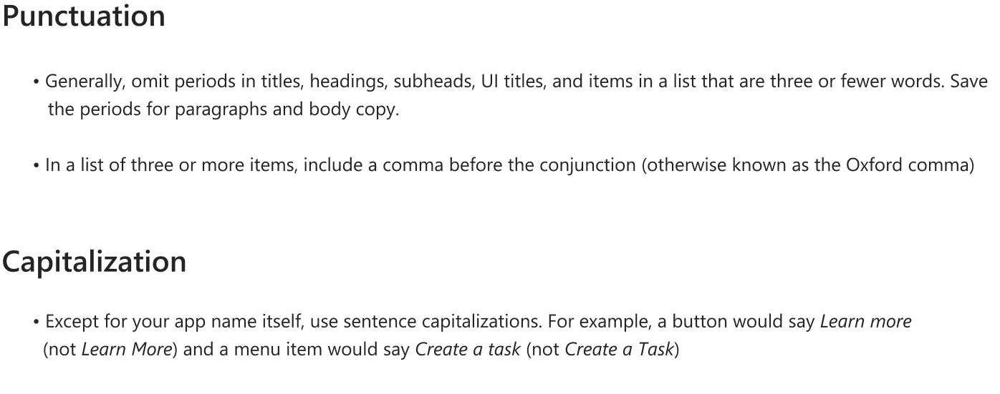 Punctuation
• Generally, omit periods in titles, headings, subheads, UI titles, and items in a list that are three or fewer words. Save
the periods for paragraphs and body copy.
• In a list of three or more items, include a comma before the conjunction (otherwise known as the Oxford comma)
Capitalization
• Except for your app name itself, use sentence capitalizations. For example, a button would say Learn more
(not Learn More) and a menu item would say Create a task (not Create a Task)